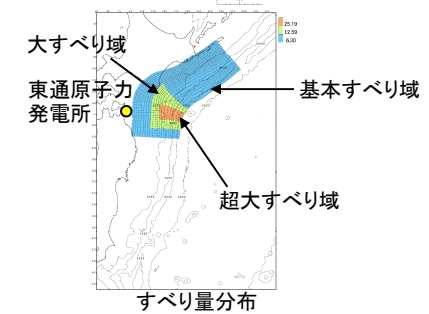 25.19
12.59
6.30
大すべり域
東通原子力
発電所
基本すべり域
超大すべり域
すべり量分布